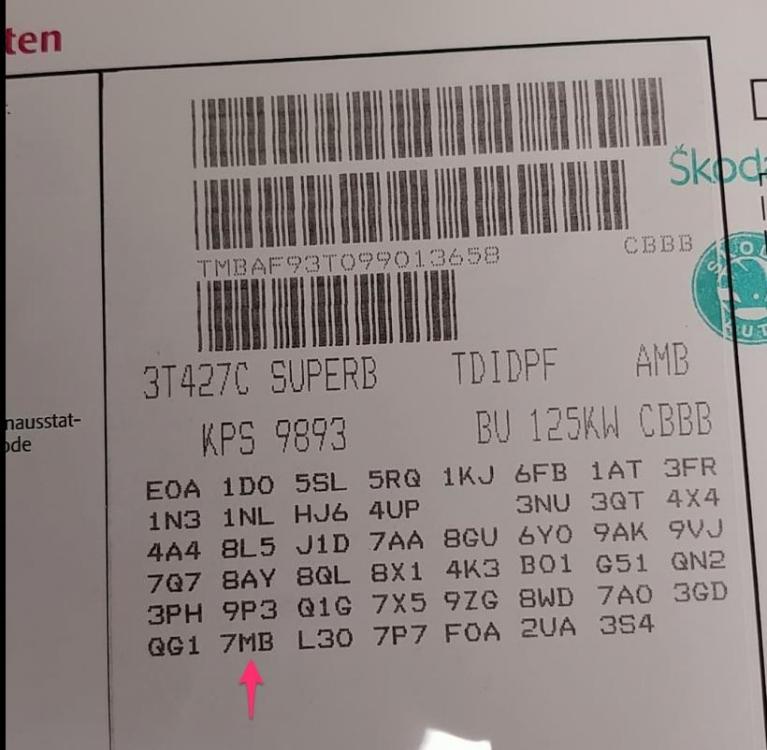 ten
Škod
TMBAF93T099013658 CBBB
3T427C SUPERB TDIDPF AMB
nausstat-
ode
KPS 9893 BU 125KW CBBB
E0A 1D0 5SL 5RQ 1KJ 6FB 1AT 3FR
1N3 1NL HJ6 4UP 3NU 3QT 4X4
4A4 8L5 J1D 7AA 8GU 6Y0 9AK 9VJ
7Q7 8AY 8QL 8X1 4K3 B01 G51 QN2
3PH 9P3 Q1G 7X5 9ZG 8WD 7A0 3GD
QG1 7MB L30 7P7 F0A 2UA 3S4